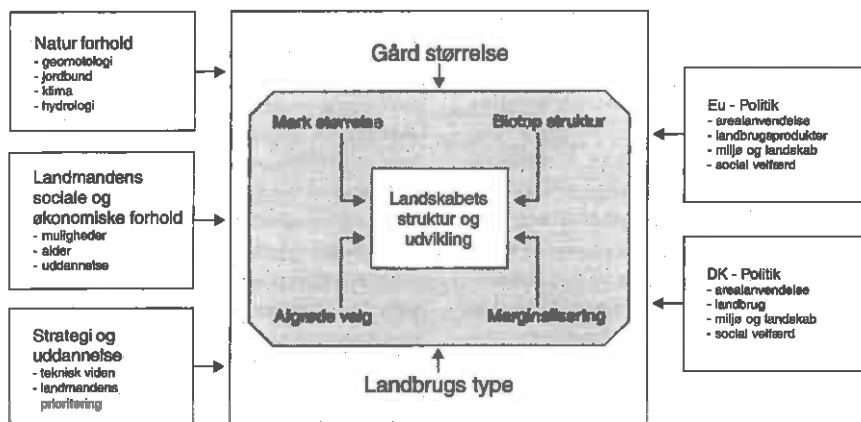 Natur forhold
- geomotologi
- jordbund
- klima
- hydrologi
Landmandens
sociale og
økonomiske forhold
- muligheder
- alder
- uddannelse
Strategi og
uddannelse
- teknisk viden
- landmandens
prioritering
Gård størrelse
Mark størrelse
Biotop struktur
Landskabets
struktur og
udvikling
Afgrøde valg
Marginalisering
Landbrugs type
Eu - Politik
- arealanvendelse
- landbrugsprodukter
- miljø og landskab
- social velfærd
DK - Politik
- arealanvendelse
- landbrug
- miljø og landskab
- social velfærd